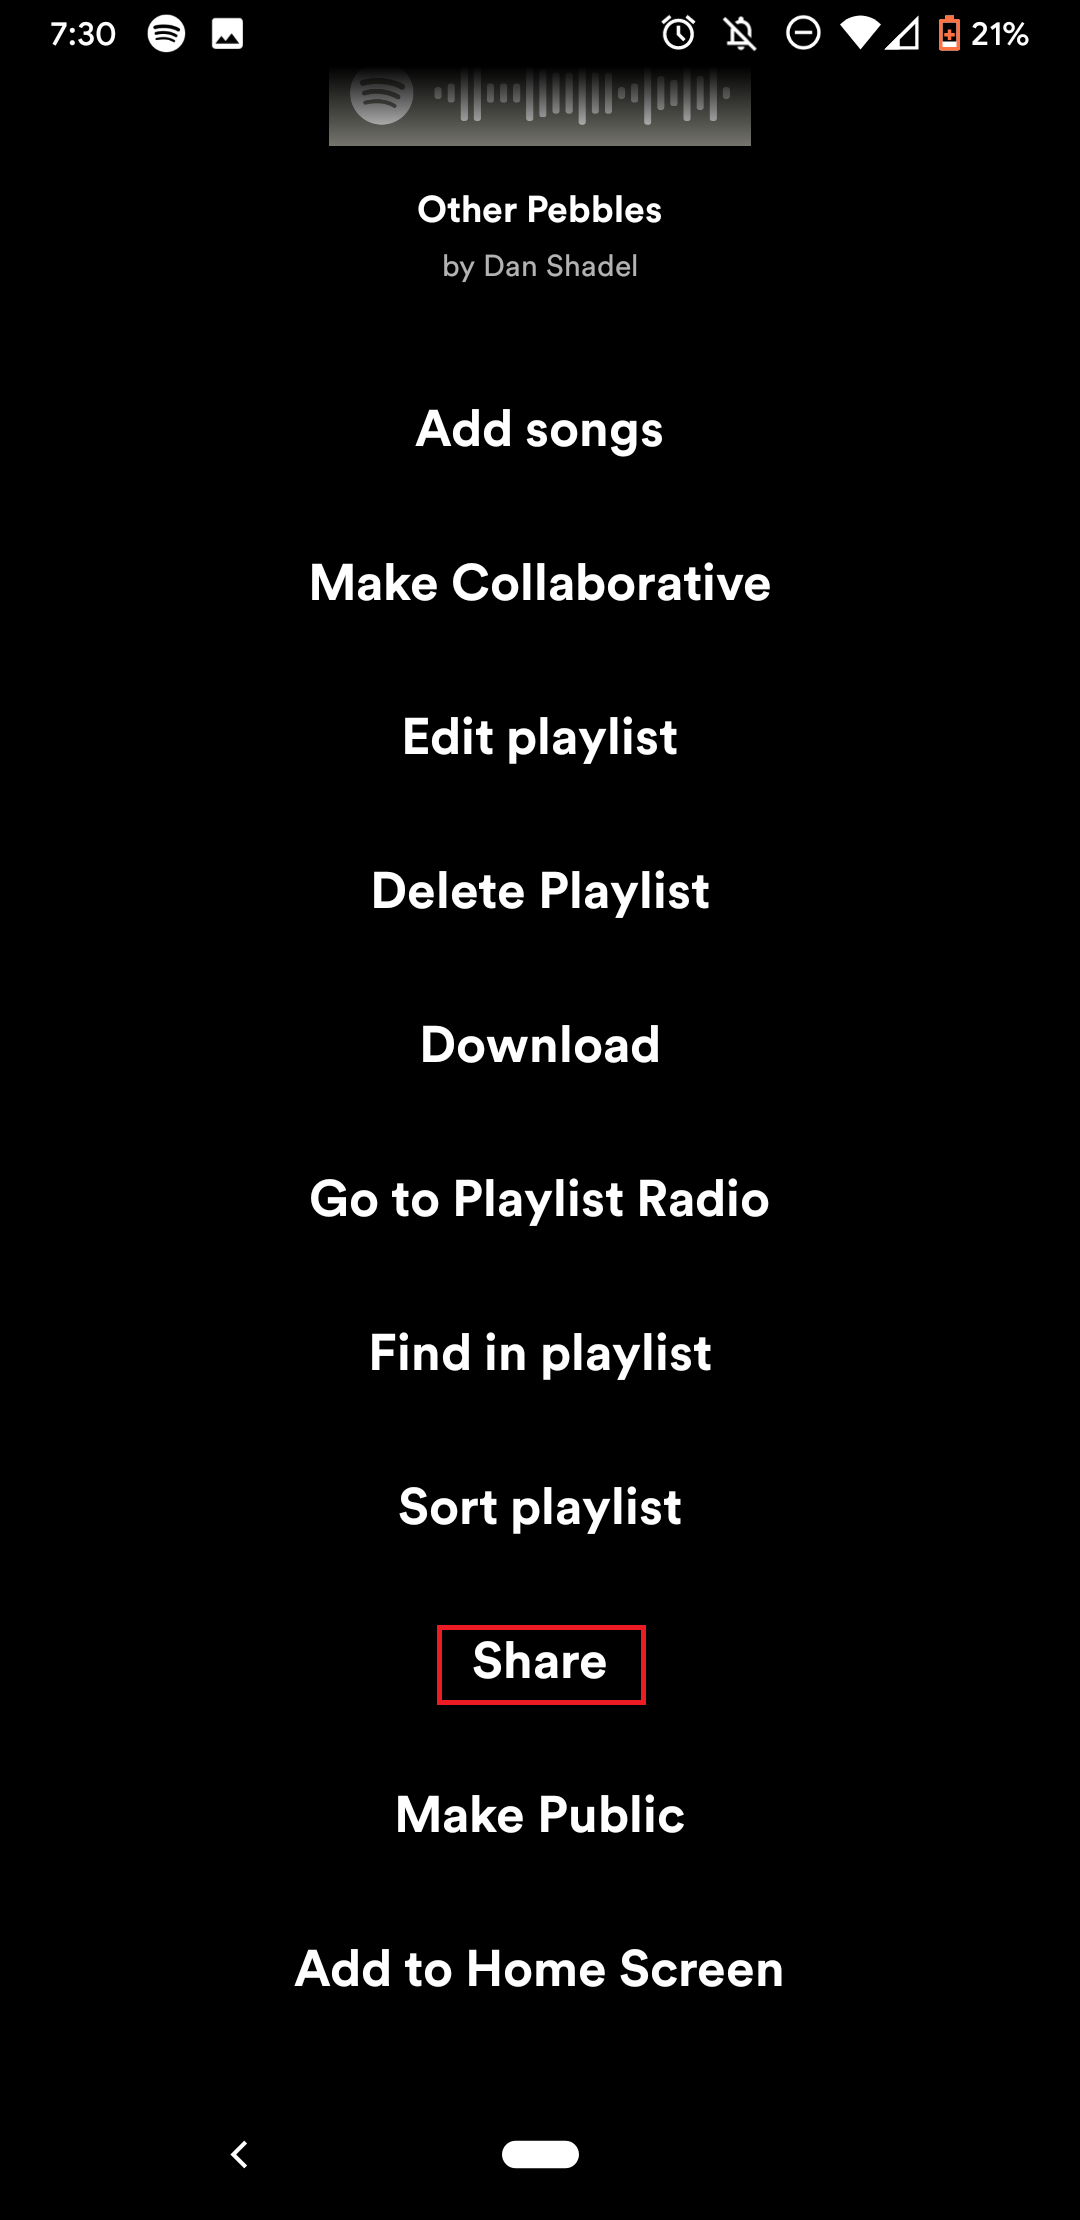 7:30 21%
Other Pebbles
by Dan Shadel
Add songs
Make Collaborative
Edit playlist
Delete Playlist
Download
Go to Playlist Radio
Find in playlist
Sort playlist
Share
Make Public
Add to Home Screen